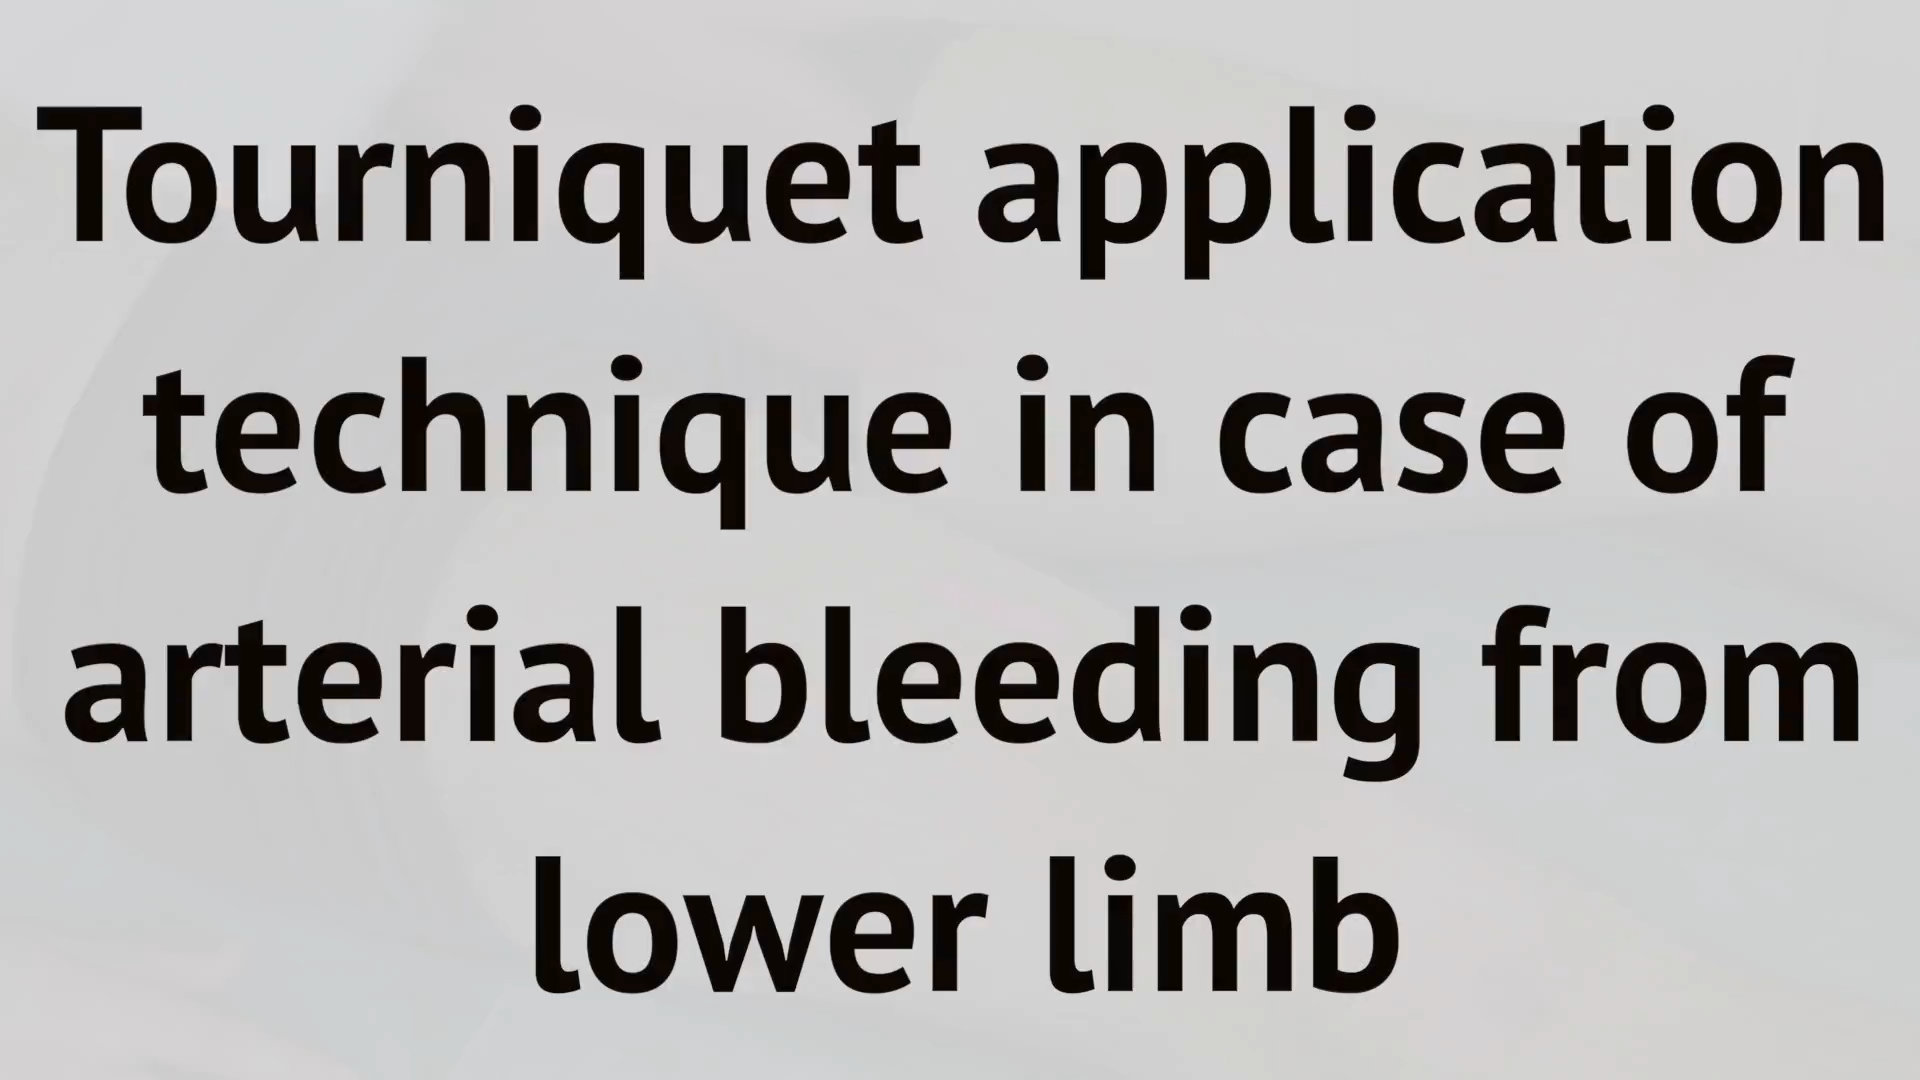 Tourniquet application
technique in case of
arterial bleeding from
lower limb